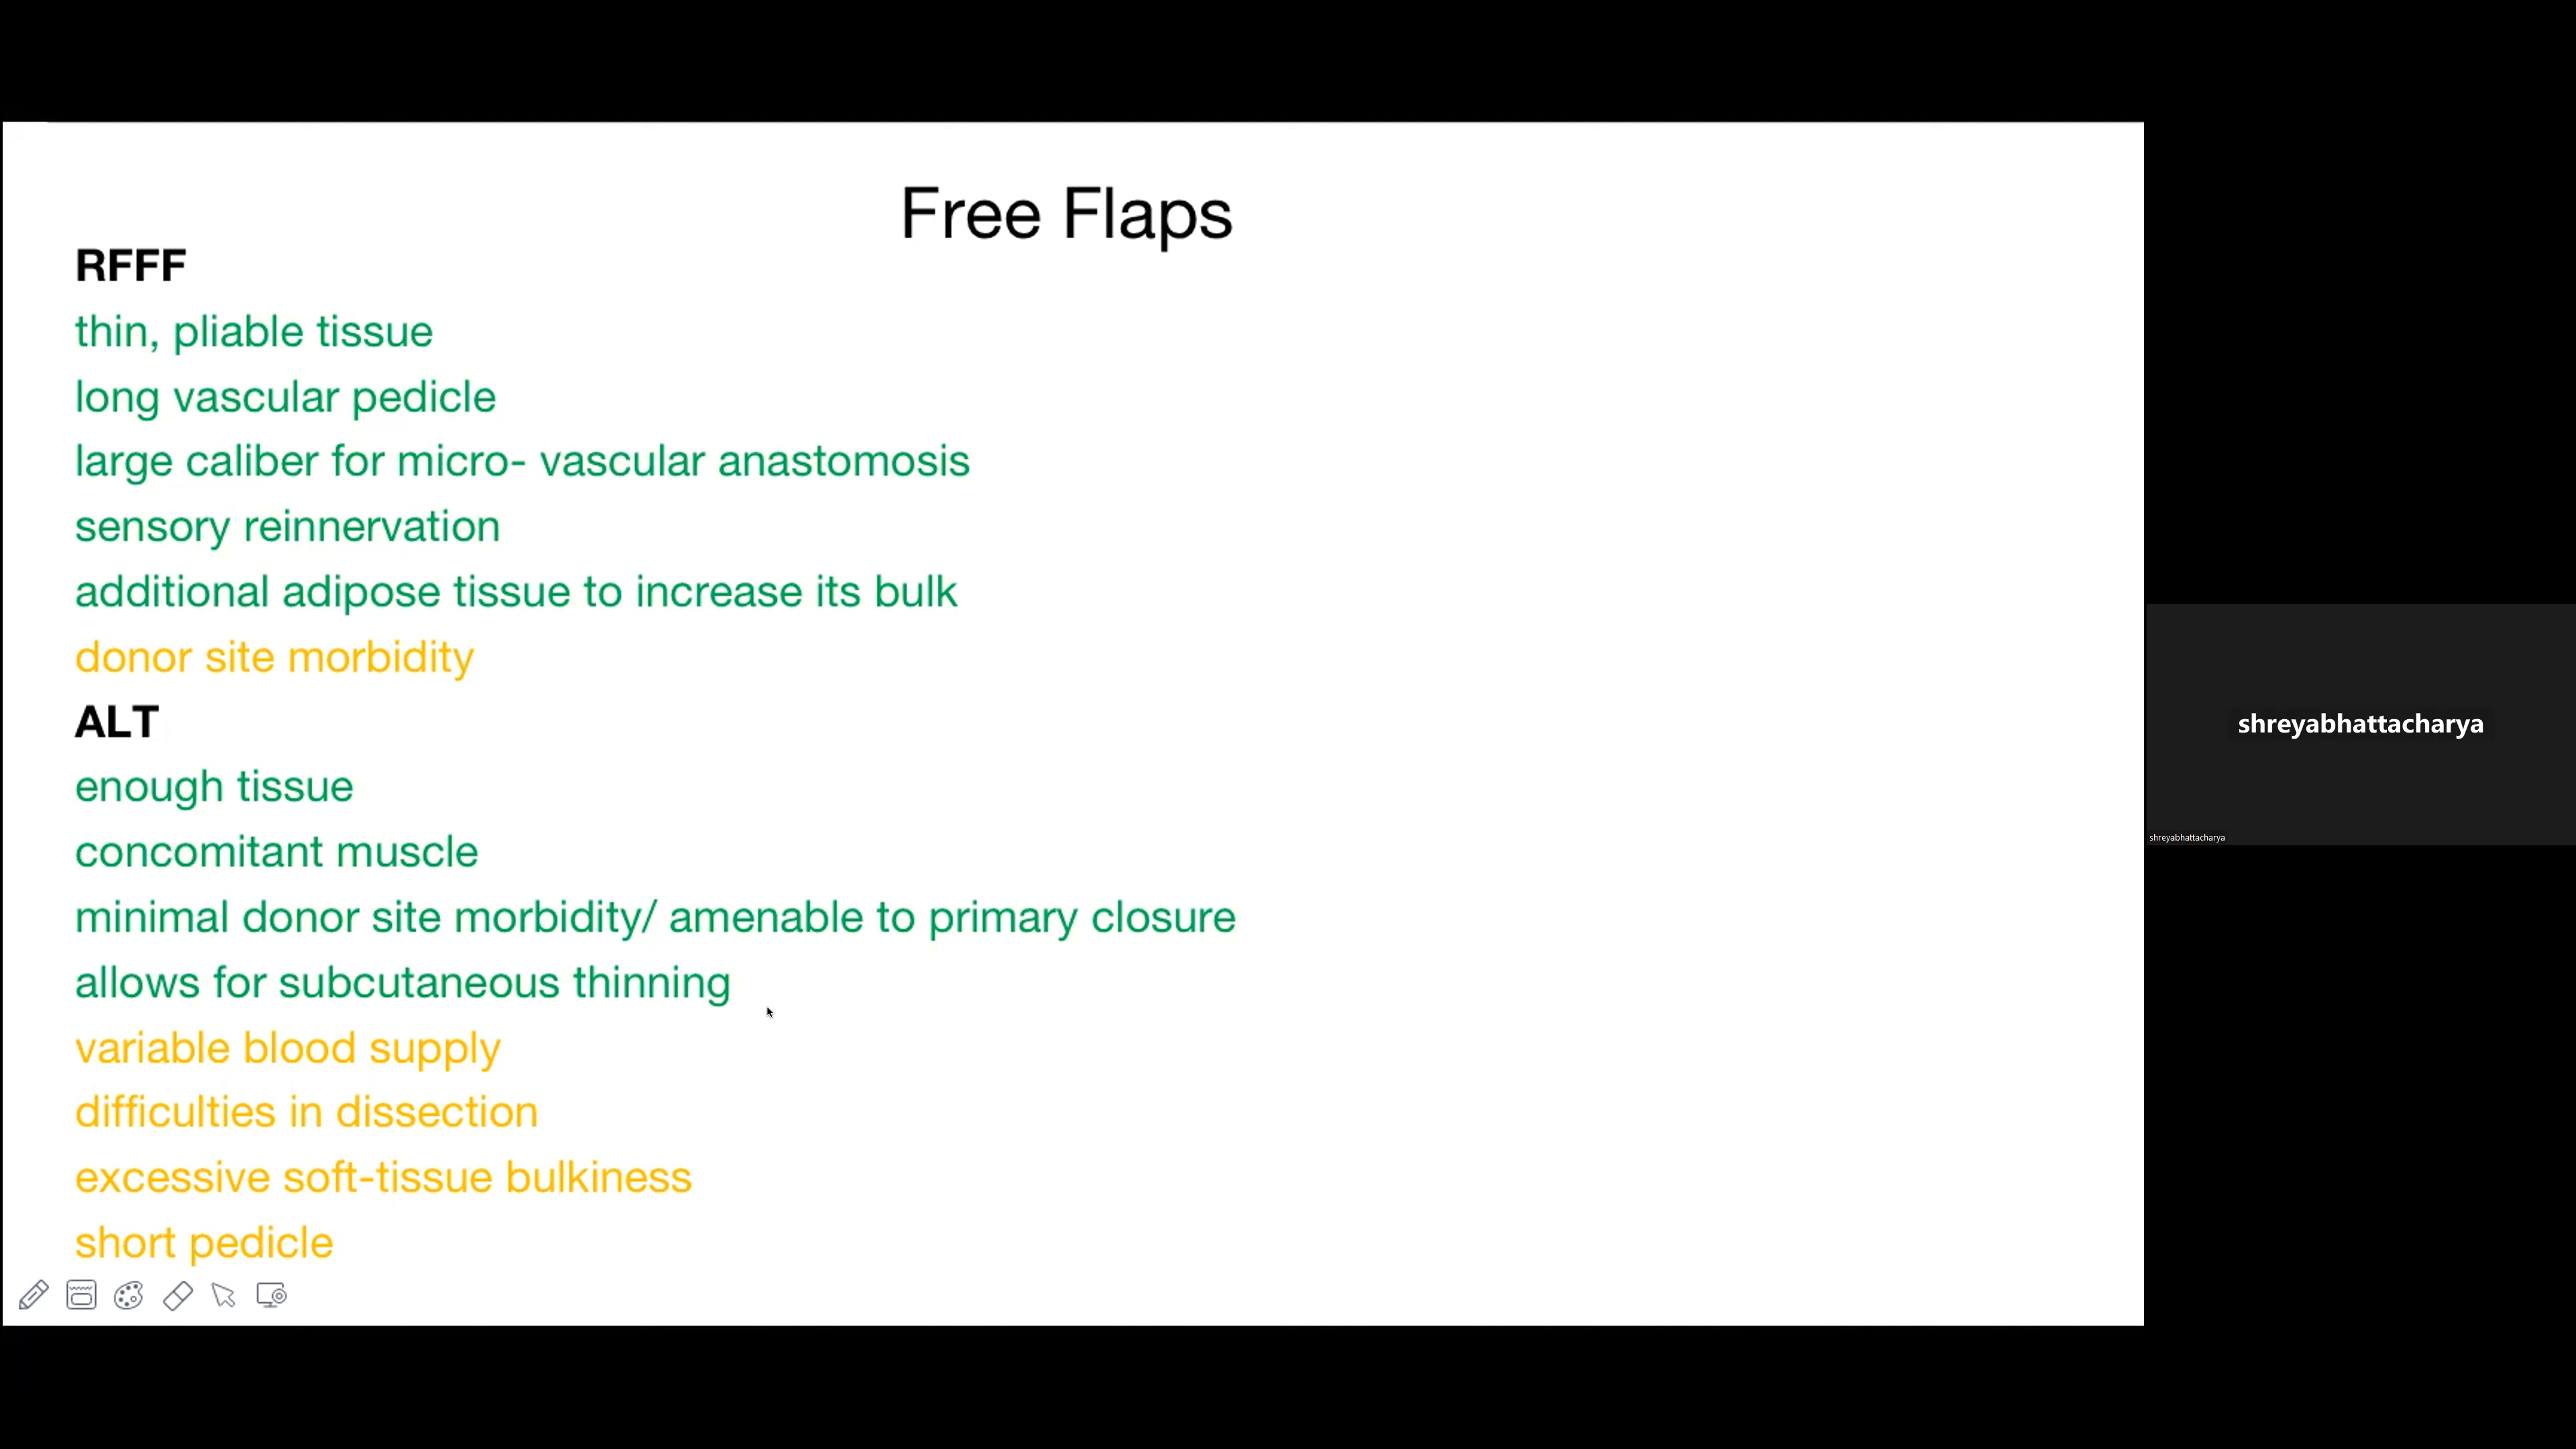 Free Flaps
RFFF
thin, pliable tissue
long vascular pedicle
large caliber for micro- vascular anastomosis
sensory reinnervation
additional adipose tissue to increase its bulk
donor site morbidity
ALT
enough tissue
concomitant muscle
minimal donor site morbidity/ amenable to primary closure
allows for subcutaneous thinning
variable blood supply
difficulties in dissection
excessive soft-tissue bulkiness
short pedicle
shreyabhattacharya
shreyabhattacharya